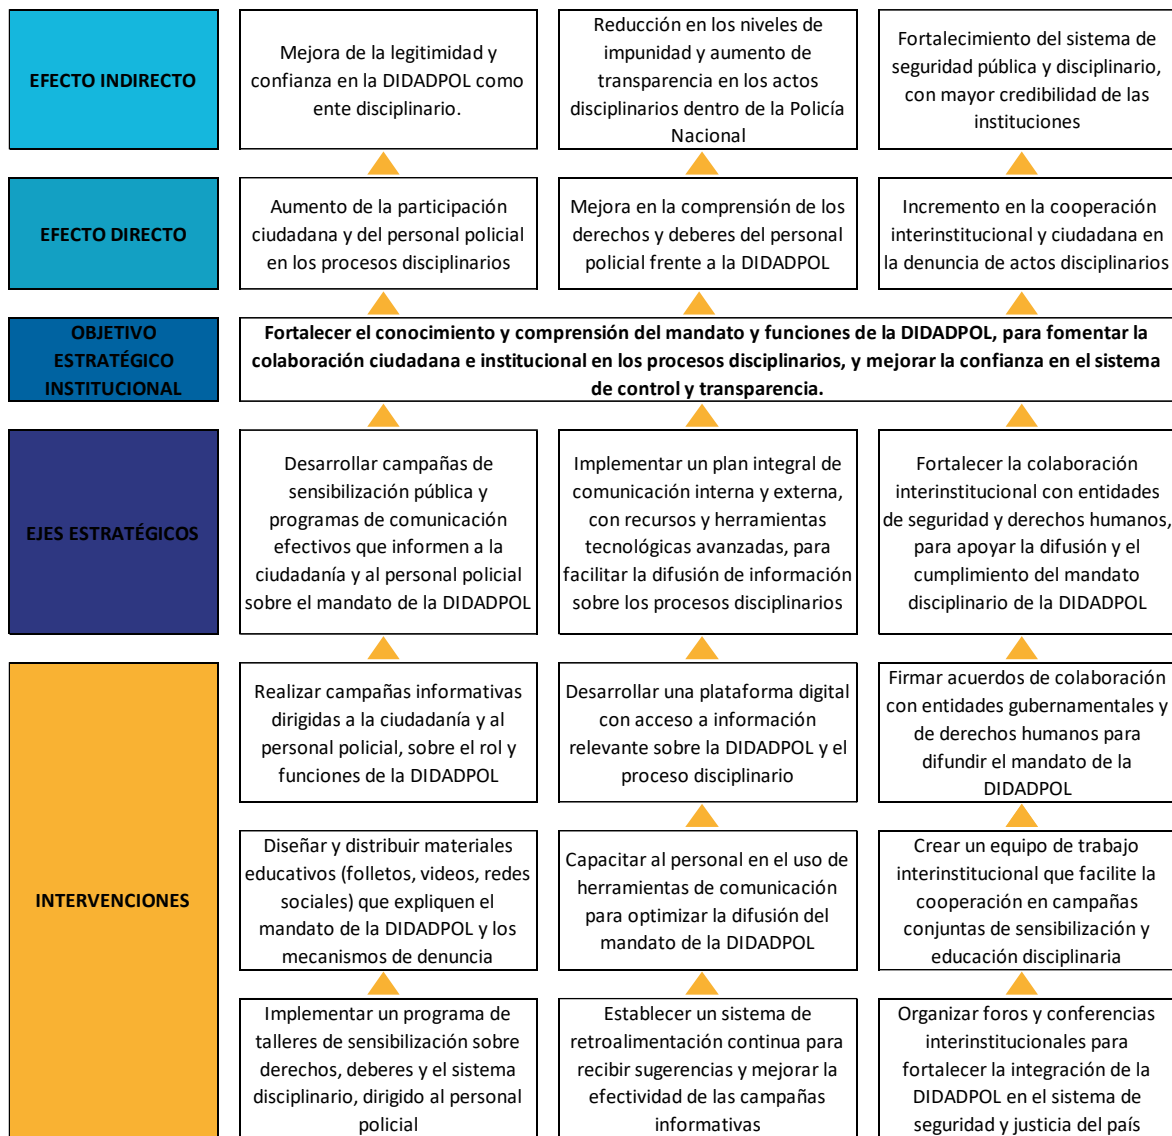 EFECTO INDIRECTO
Mejora de la legitimidad y
confianza en la DIDADPOL como
ente disciplinario.
Reducción en los niveles de
impunidad y aumento de
transparencia en los actos
disciplinarios dentro de la Policía
Nacional
Fortalecimiento del sistema de
seguridad pública y disciplinario,
con mayor credibilidad de las
instituciones
EFECTO DIRECTO
Aumento de la participación
ciudadana y del personal policial
en los procesos disciplinarios
Mejora en la comprensión de los
derechos y deberes del personal
policial frente a la DIDADPOL
Incremento en la cooperación
interinstitucional y ciudadana en
la denuncia de actos disciplinarios
OBJETIVO
ESTRATÉGICO
INSTITUCIONAL
Fortalecer el conocimiento y comprensión del mandato y funciones de la DIDADPOL, para fomentar la
colaboración ciudadana e institucional en los procesos disciplinarios, y mejorar la confianza en el sistema
de control y transparencia.
EJES ESTRATÉGICOS
Desarrollar campañas de
sensibilización pública y
programas de comunicación
efectivos que informen a la
ciudadanía y al personal policial
sobre el mandato de la DIDADPOL
Implementar un plan integral de
comunicación interna y externa,
con recursos y herramientas
tecnológicas avanzadas, para
facilitar la difusión de información
sobre los procesos disciplinarios
Fortalecer la colaboración
interinstitucional con entidades
de seguridad y derechos humanos,
para apoyar la difusión y el
cumplimiento del mandato
disciplinario de la DIDADPOL
INTERVENCIONES
Realizar campañas informativas
dirigidas a la ciudadanía y al
personal policial, sobre el rol y
funciones de la DIDADPOL
Desarrollar una plataforma digital
con acceso a información
relevante sobre la DIDADPOL y el
proceso disciplinario
Firmar acuerdos de colaboración
con entidades gubernamentales y
de derechos humanos para
difundir el mandato de la
DIDADPOL
Diseñar y distribuir materiales
educativos (folletos, videos, redes
sociales) que expliquen el
mandato de la DIDADPOL y los
mecanismos de denuncia
Capacitar al personal en el uso de
herramientas de comunicación
para optimizar la difusión del
mandato de la DIDADPOL
Crear un equipo de trabajo
interinstitucional que facilite la
cooperación en campañas
conjuntas de sensibilización y
educación disciplinaria
Implementar un programa de
talleres de sensibilización sobre
derechos, deberes y el sistema
disciplinario, dirigido al personal
policial
Establecer un sistema de
retroalimentación continua para
recibir sugerencias y mejorar la
efectividad de las campañas
informativas
Organizar foros y conferencias
interinstitucionales para
fortalecer la integración de la
DIDADPOL en el sistema de
seguridad y justicia del país